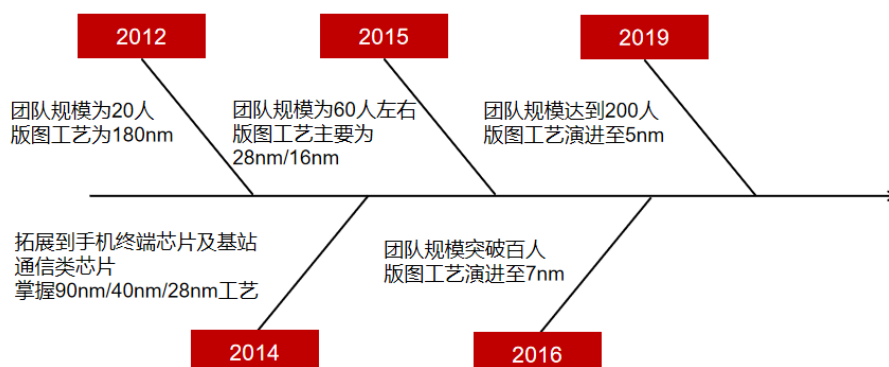 2012
团队规模为20人
版图工艺为180nm
2014
拓展到手机终端芯片及基站
通信类芯片
掌握90nm/40nm/28nm工艺
2015
团队规模为60人左右
版图工艺主要为
28nm/16nm
2016
团队规模突破百人
版图工艺演进至7nm
2019
团队规模达到200人
版图工艺演进至5nm